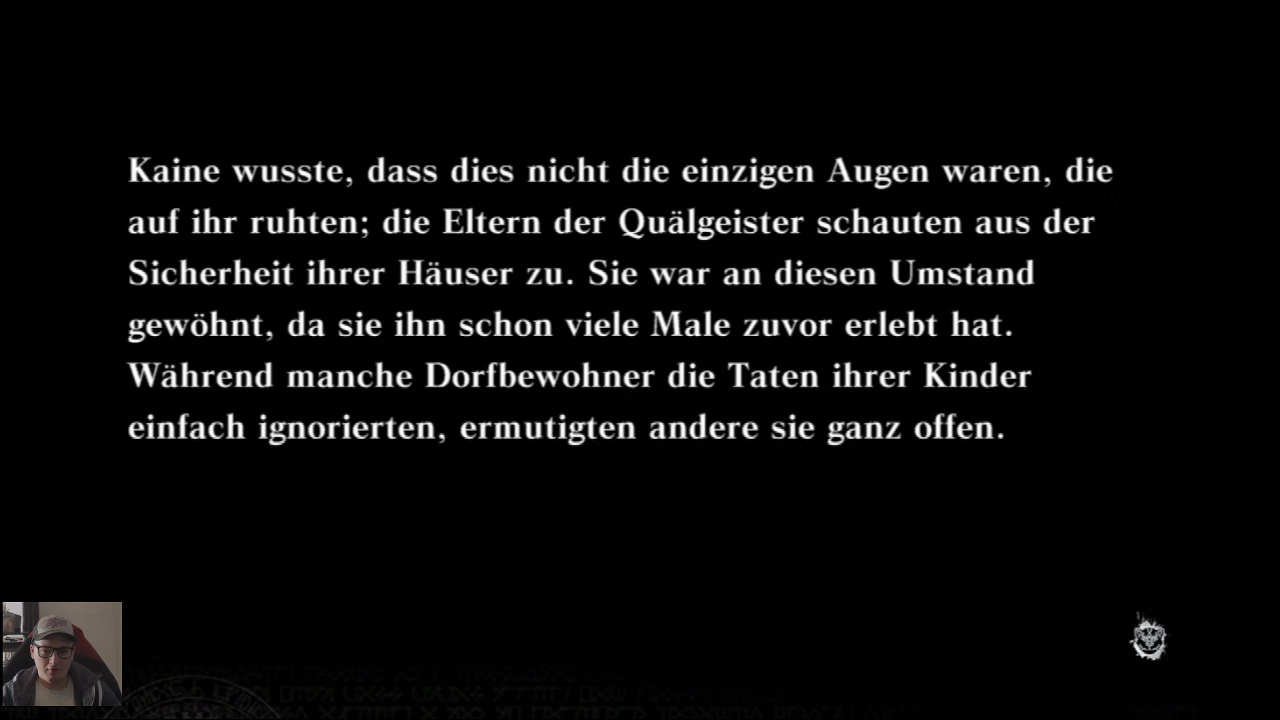 Kaine wusste, dass dies nicht die einzigen Augen waren, die
auf ihr ruhten; die Eltern der Quälgeister schauten aus der
Sicherheit ihrer Häuser zu. Sie war an diesen Umstand
gewöhnt, da sie ihn schon viele Male zuvor erlebt hat.
Während manche Dorfbewohner die Taten ihrer Kinder
einfach ignorierten, ermutigten andere sie ganz offen.